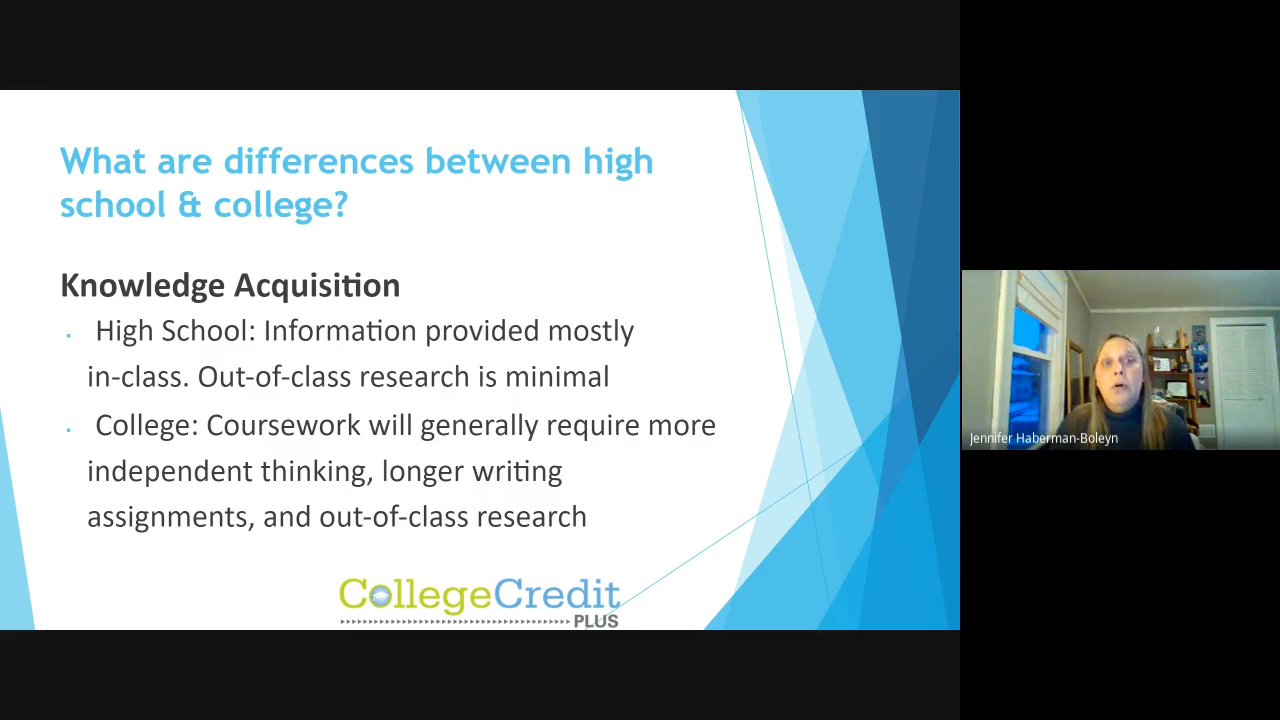 What are differences between high
school & college?
Knowledge Acquisition
High School: Information provided mostly
in-class. Out-of-class research is minimal
College: Coursework will generally require more
independent thinking, longer writing
assignments, and out-of-class research
CollegeCredit
PLUS
Jennifer Haberman-Boleyn